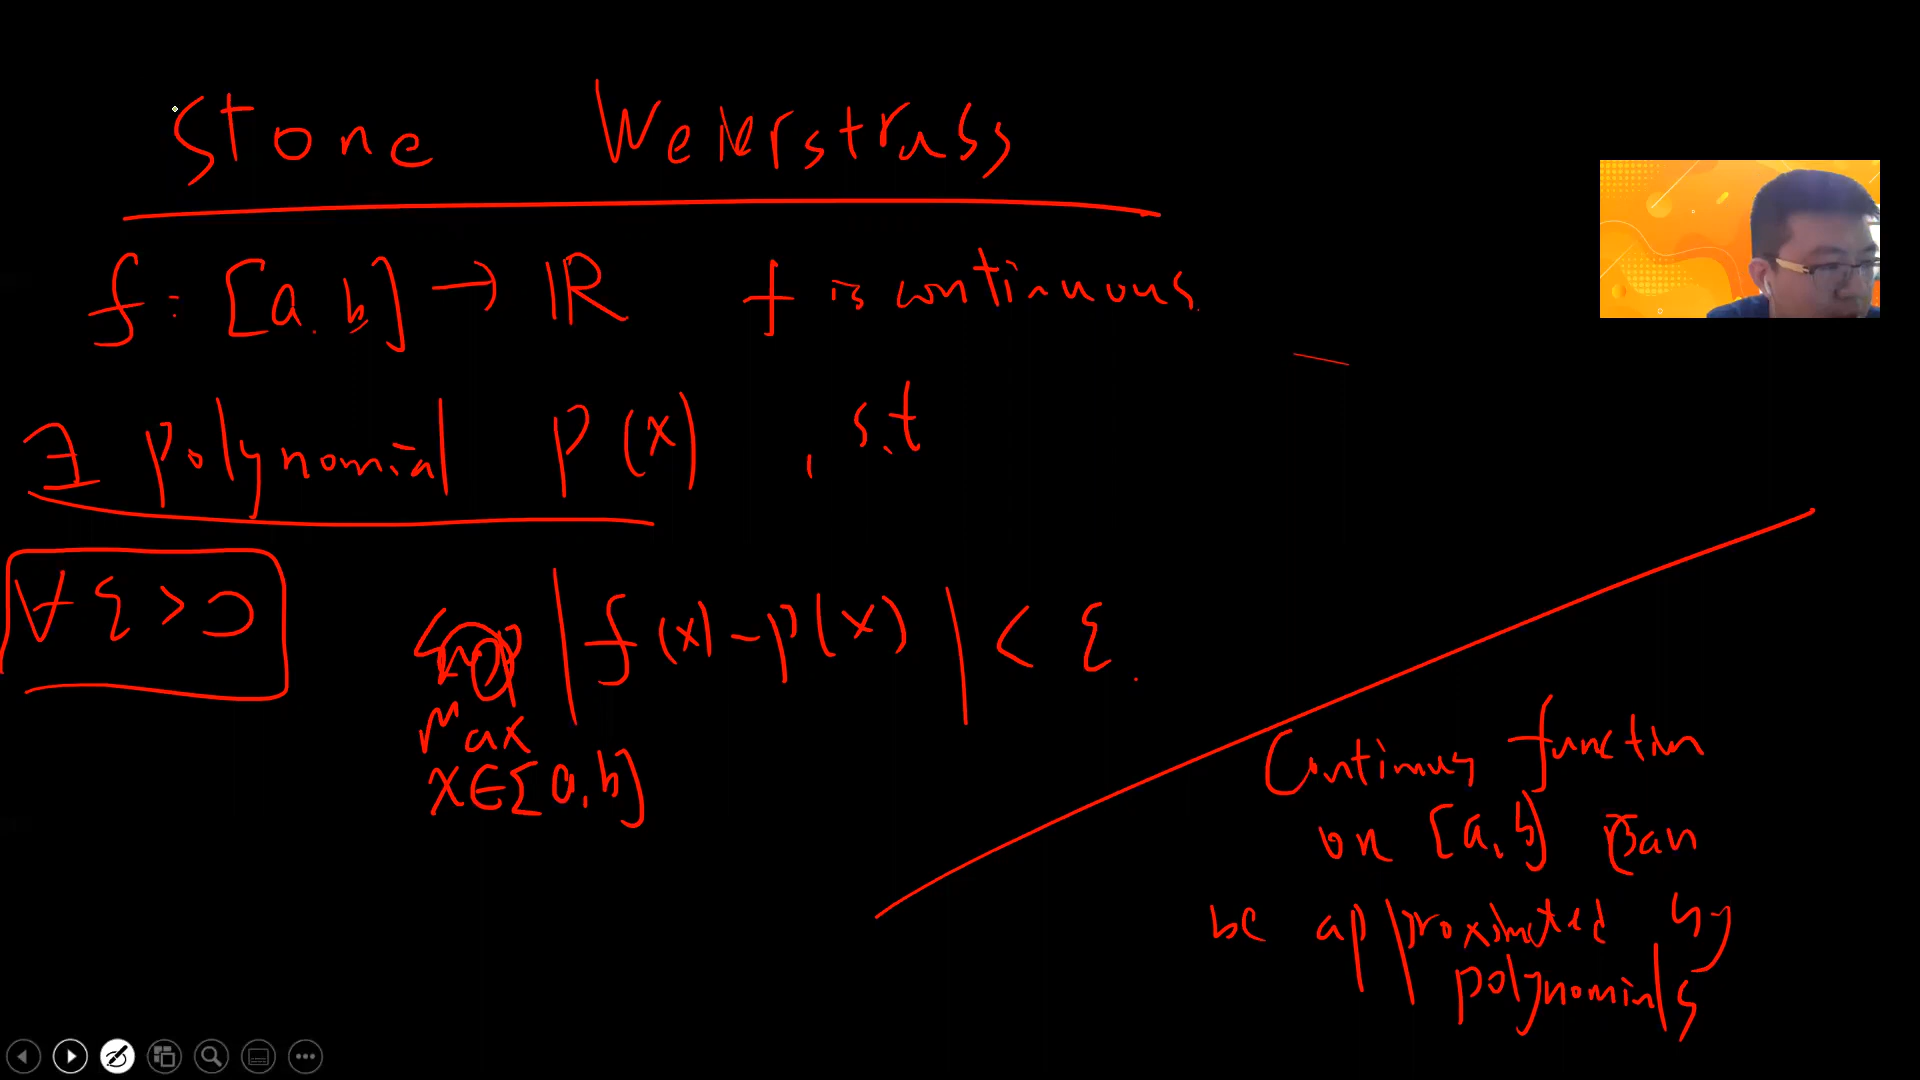 Stone Weierstrass
f: [a, b] → ℝ f is continuous.
∃ polynomial P(x) , s.t
∀ ε > 0
sup |f(x) - p(x)| < ε.
max
x∈[a,b]
Continuous function
on [a,b] can
be approximated by
polynomials